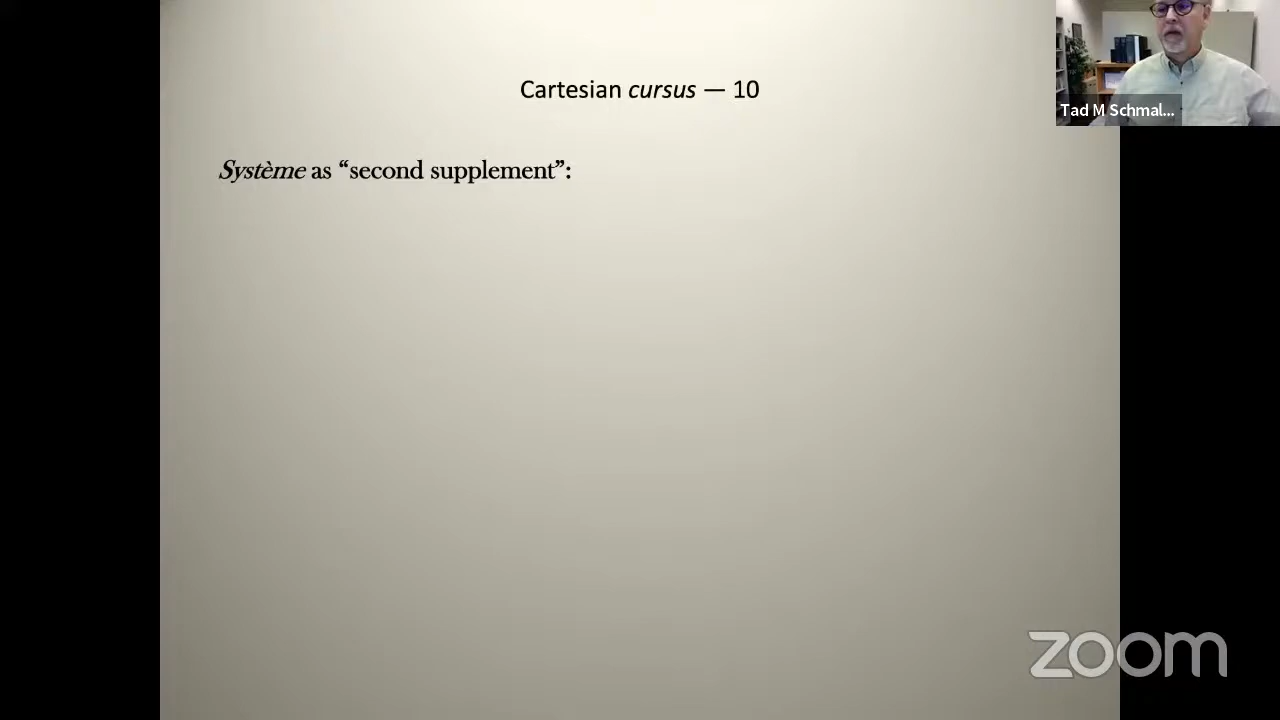 Cartesian cursus — 10
Tad M Schmal...
Système as “second supplement”:
zoom